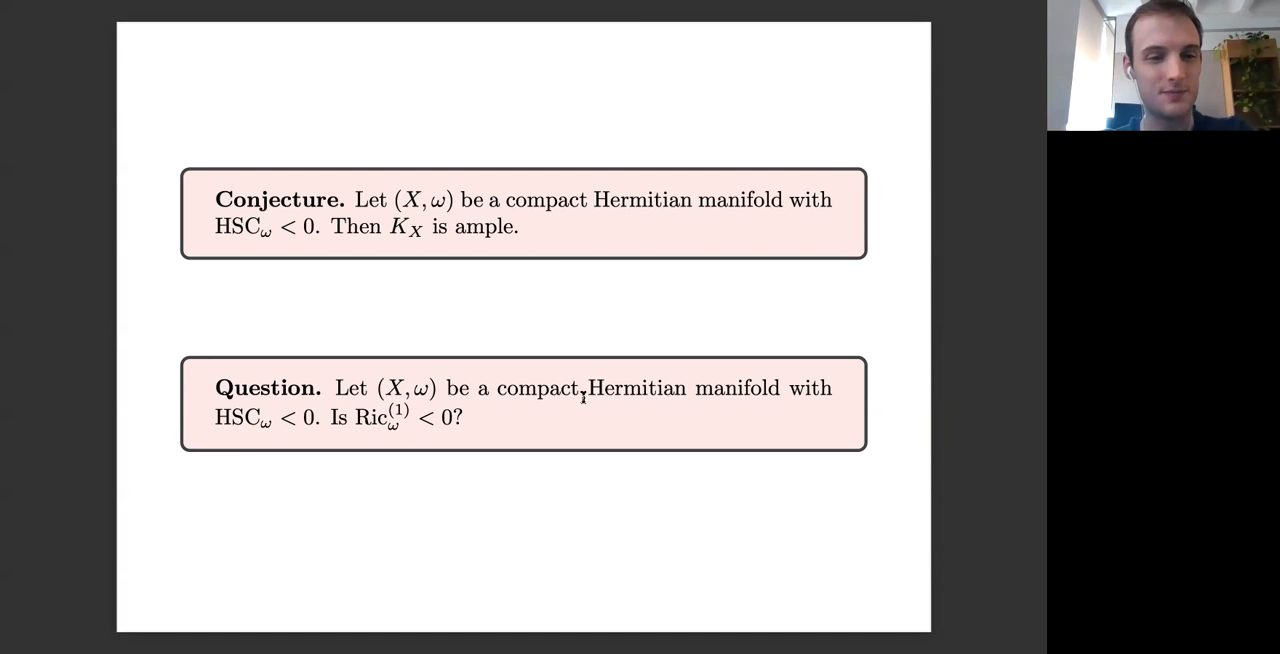 Conjecture. Let (X, ω) be a compact Hermitian manifold with
HSC_ω < 0. Then K_X is ample.
Question. Let (X, ω) be a compact Hermitian manifold with
HSC_ω < 0. Is Ric_ω^(1) < 0?